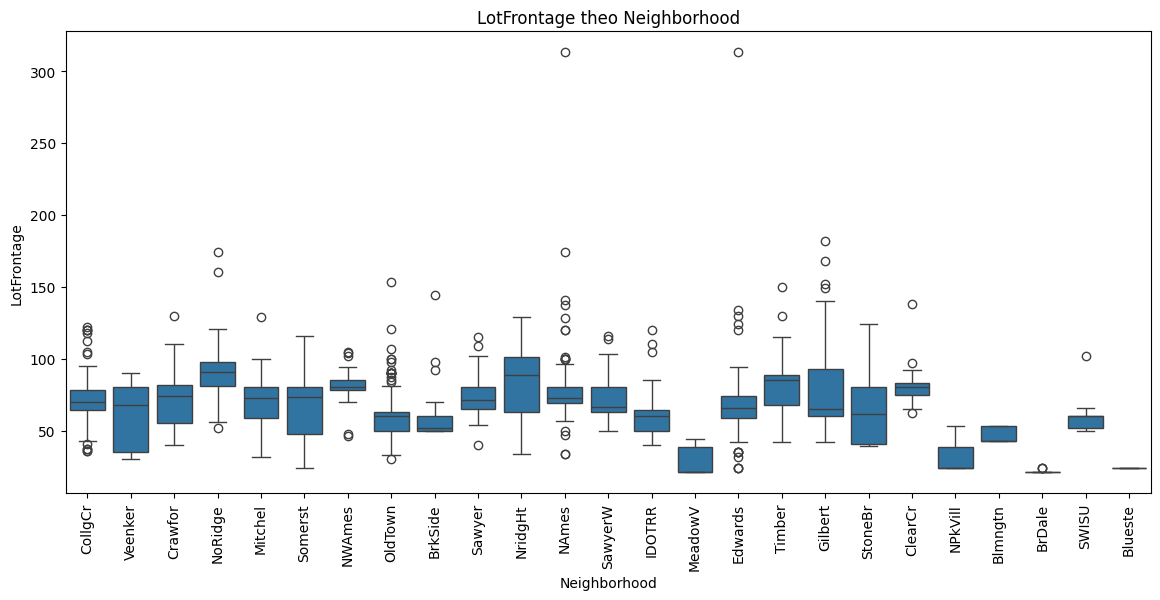 LotFrontage theo Neighborhood
300
250
200
150
100
50
LotFrontage
CollgCr
Veenker
Crawfor
NoRidge
Mitchel
Somerst
NWAmes
OldTown
BrkSide
Sawyer
NridgHt
NAmes
SawyerW
IDOTRR
MeadowV
Edwards
Timber
Gilbert
StoneBr
ClearCr
NPkVill
Blmngtn
BrDale
SWISU
Blueste
Neighborhood